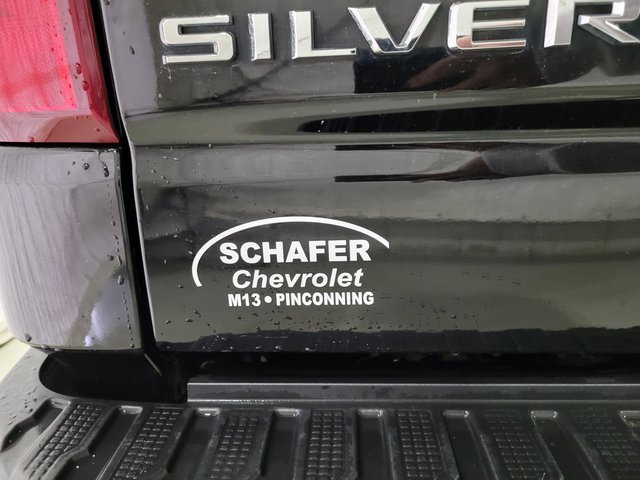 SILVER
SCHAFER
Chevrolet
M13 • PINCONNING